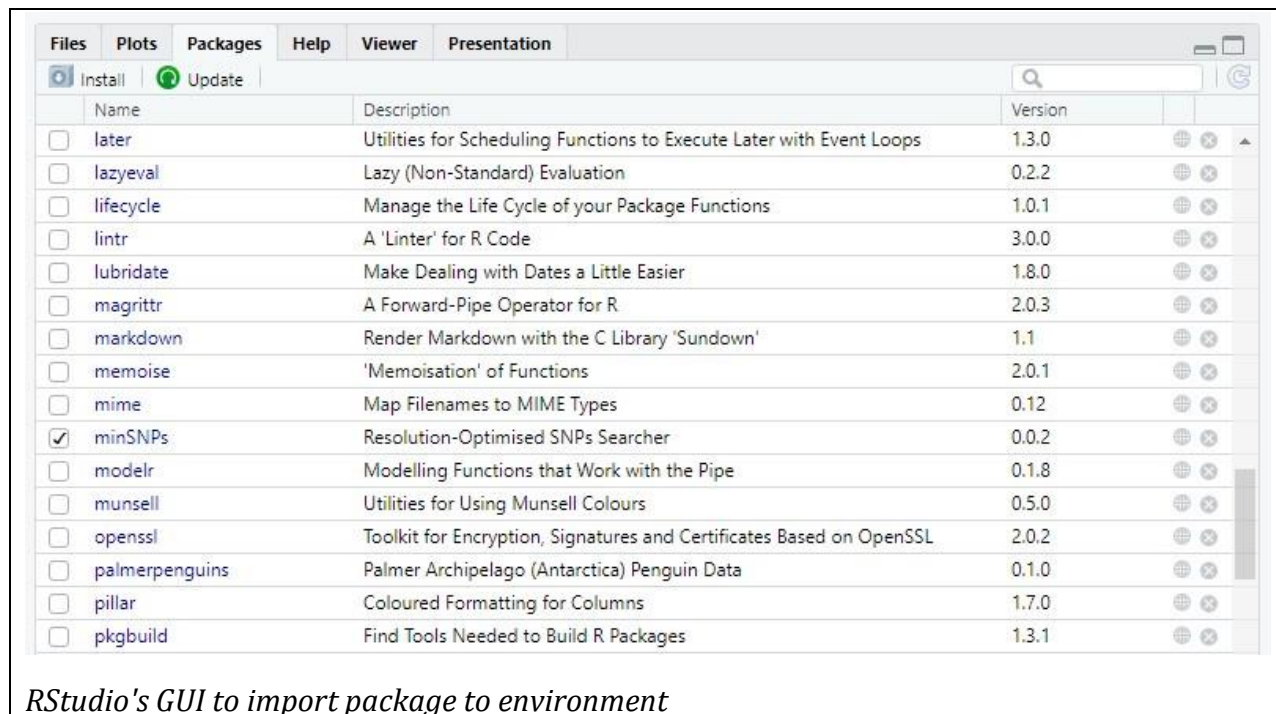 Files Plots Packages Help Viewer Presentation
Install Update
Name Description Version
later Utilities for Scheduling Functions to Execute Later with Event Loops 1.3.0
lazyeval Lazy (Non-Standard) Evaluation 0.2.2
lifecycle Manage the Life Cycle of your Package Functions 1.0.1
lintr A 'Linter' for R Code 3.0.0
lubridate Make Dealing with Dates a Little Easier 1.8.0
magrittr A Forward-Pipe Operator for R 2.0.3
markdown Render Markdown with the C Library 'Sundown' 1.1
memoise 'Memoisation' of Functions 2.0.1
mime Map Filenames to MIME Types 0.12
minSNPs Resolution-Optimised SNPs Searcher 0.0.2
modelr Modelling Functions that Work with the Pipe 0.1.8
munsell Utilities for Using Munsell Colours 0.5.0
openssl Toolkit for Encryption, Signatures and Certificates Based on OpenSSL 2.0.2
palmerpenguins Palmer Archipelago (Antarctica) Penguin Data 0.1.0
pillar Coloured Formatting for Columns 1.7.0
pkgbuild Find Tools Needed to Build R Packages 1.3.1
RStudio's GUI to import package to environment